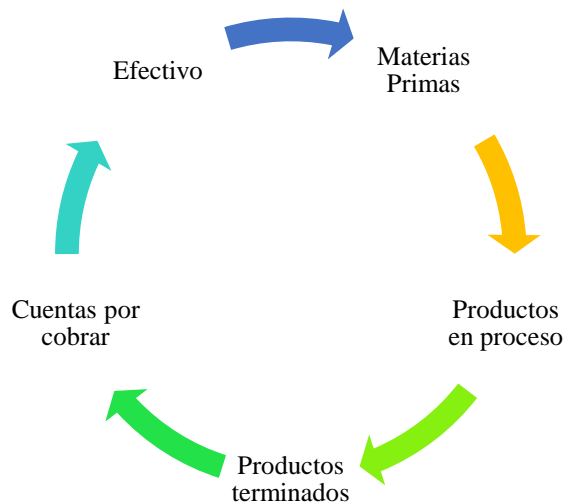 Efectivo
Materias
Primas
Productos
en proceso
Productos
terminados
Cuentas por
cobrar